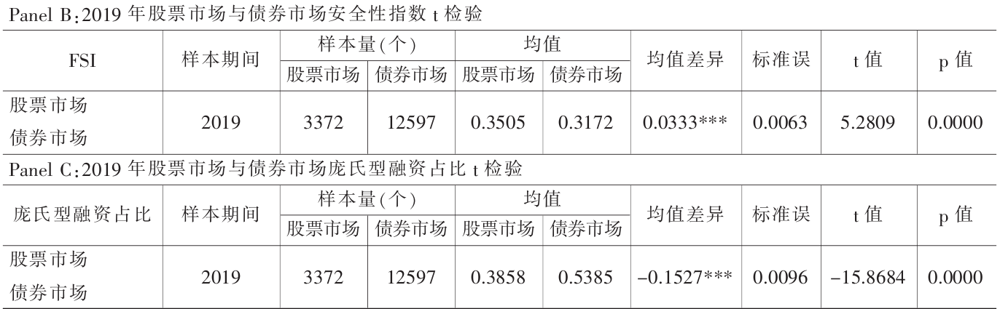 Panel B:2019 年股票市场与债券市场安全性指数 t 检验
FSI 样本期间 样本量(个) 均值 均值差异 标准误 t 值 p 值
股票市场 债券市场 股票市场 债券市场
股票市场
2019 3372 12597 0.3505 0.3172 0.0333*** 0.0063 5.2809 0.0000
债券市场
Panel C:2019 年股票市场与债券市场庞氏型融资占比 t 检验
庞氏型融资占比 样本期间 样本量(个) 均值 均值差异 标准误 t 值 p 值
股票市场 债券市场 股票市场 债券市场
股票市场
2019 3372 12597 0.3858 0.5385 -0.1527*** 0.0096 -15.8684 0.0000
债券市场